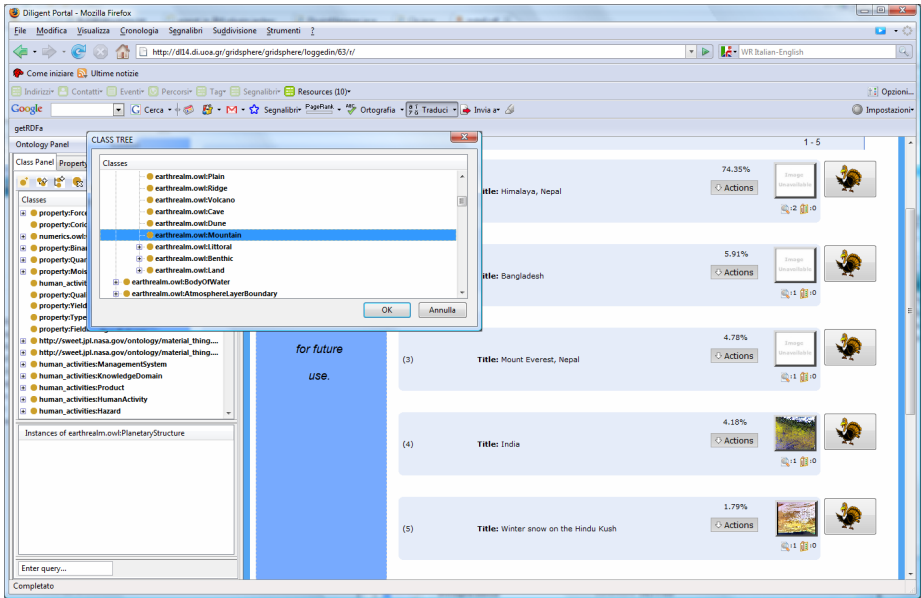 Diligent Portal - Mozilla Firefox
File Modifica Visualizza Cronologia Segnalibri Suddivisione Strumenti ?
http://dl14.di.uoa.gr/gridsphere/gridsphere/loggedin/63/r/
WR Italian-English
Come iniziare Ultime notizie
Indirizzi Contatti Eventi Percorsi Tag Segnalibri Resources (10) Opzioni...
Google Cerca Segnalibri PageRank Ortografia Traduci Invia a Impostazioni
getRDFa
Ontology Panel
Class Panel Property
Classes
property:Force
property:Corio
numerics.owl:
property:Binar
property:Quan
property:Mois
human_activiti
property:Quali
property:Yield
property:Type
property:Field
http://sweet.jpl.nasa.gov/ontology/material_thing....
http://sweet.jpl.nasa.gov/ontology/material_thing....
human_activities:ManagementSystem
human_activities:KnowledgeDomain
human_activities:Product
human_activities:HumanActivity
human_activities:Hazard
Instances of earthrealm.owl:PlanetaryStructure
Enter query...
Completato
CLASS TREE
Classes
earthrealm.owl:Plain
earthrealm.owl:Ridge
earthrealm.owl:Volcano
earthrealm.owl:Cave
earthrealm.owl:Dune
earthrealm.owl:Mountain
earthrealm.owl:Littoral
earthrealm.owl:Benthic
earthrealm.owl:Land
earthrealm.owl:BodyOfWater
earthrealm.owl:AtmosphereLayerBoundary
OK Annulla
for future
use.
1 - 5
itle: Himalaya, Nepal
74.35%
Actions
Image
Unavailable
:2 :0
itle: Bangladesh
5.91%
Actions
Image
Unavailable
:1 :0
(3) Title: Mount Everest, Nepal
4.78%
Actions
Image
Unavailable
:1 :0
(4) Title: India
4.18%
Actions
:1 :0
(5) Title: Winter snow on the Hindu Kush
1.79%
Actions
:1 :0